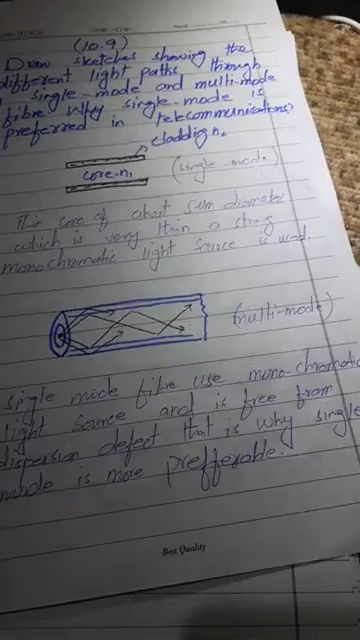 (10.9)
Draw sketches showing the
different light paths through
single-mode and multi-mode
fibre. Why single-mode is
preferred in telecommunications?
cladding n₂
core-n₁
(single-mode)
core of about 5um diameter
which is very thin a strong
monochromatic light source is used.
(multi-mode)
single mode fibre use mono-chromatic
light source and is free from
dispersion defect that is why single
mode is more prefferable.
Best Quality